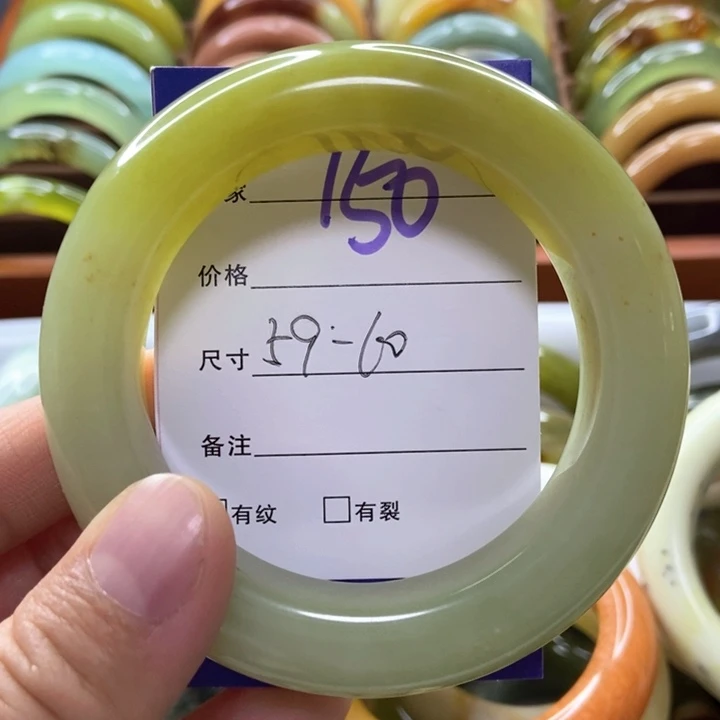 家 150
价格
尺寸 59-60
备注
有纹 有裂